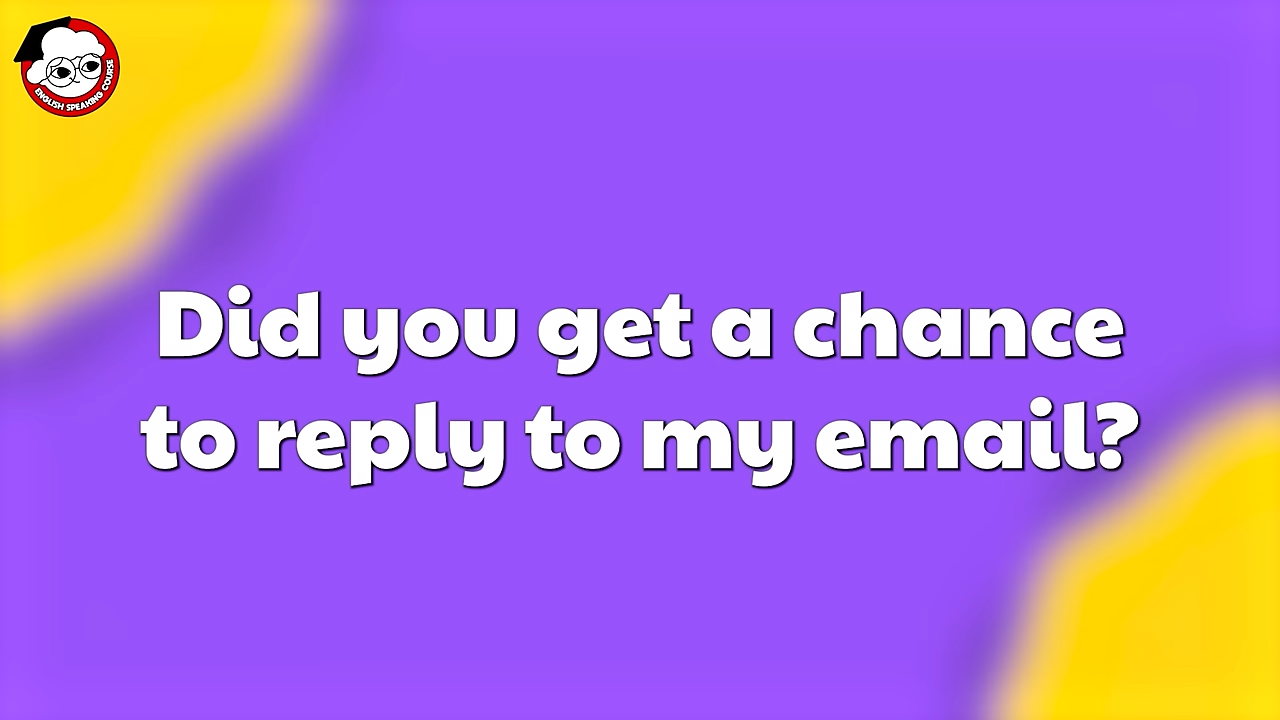 ENGLISH SPEAKING COURSE
Did you get a chance
to reply to my email?